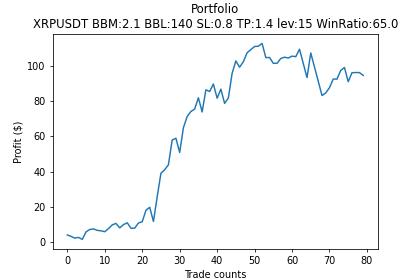 Portfolio
XRPUSDT BBM:2.1 BBL:140 SL:0.8 TP:1.4 lev:15 WinRatio:65.0
Profit ($)
100
80
60
40
20
0
0 10 20 30 40 50 60 70 80
Trade counts